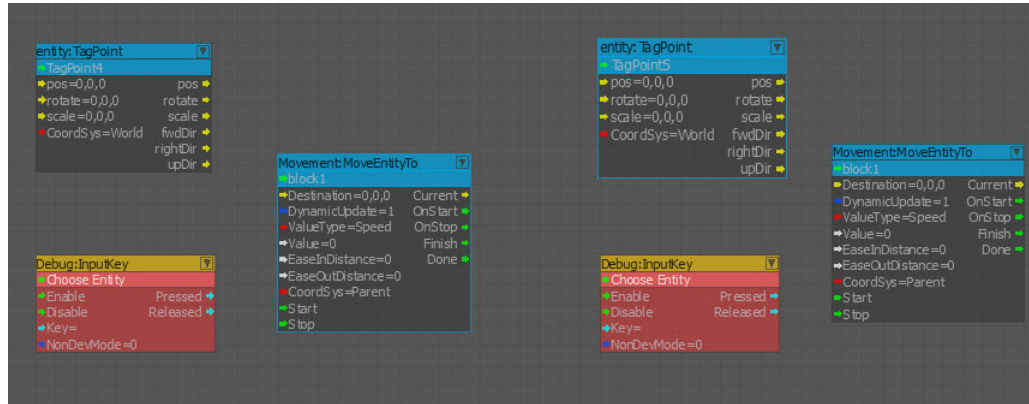 entity: TagPoint
TagPoint4
pos=0,0,0 pos
rotate=0,0,0 rotate
scale=0,0,0 scale
CoordSys=World fwdDir
rightDir
upDir
Movement:MoveEntityTo
block1
Destination=0,0,0 Current
DynamicUpdate=1 OnStart
ValueType=Speed OnStop
Value=0 Finish
EaseInDistance=0 Done
EaseOutDistance=0
CoordSys=Parent
Start
Stop
Debug:InputKey
Choose Entity
Enable Pressed
Disable Released
Key=
NonDevMode=0
entity: TagPoint
TagPoint5
pos=0,0,0 pos
rotate=0,0,0 rotate
scale=0,0,0 scale
CoordSys=World fwdDir
rightDir
upDir
Movement:MoveEntityTo
block1
Destination=0,0,0 Current
DynamicUpdate=1 OnStart
ValueType=Speed OnStop
Value=0 Finish
EaseInDistance=0 Done
EaseOutDistance=0
CoordSys=Parent
Start
Stop
Debug:InputKey
Choose Entity
Enable Pressed
Disable Released
Key=
NonDevMode=0